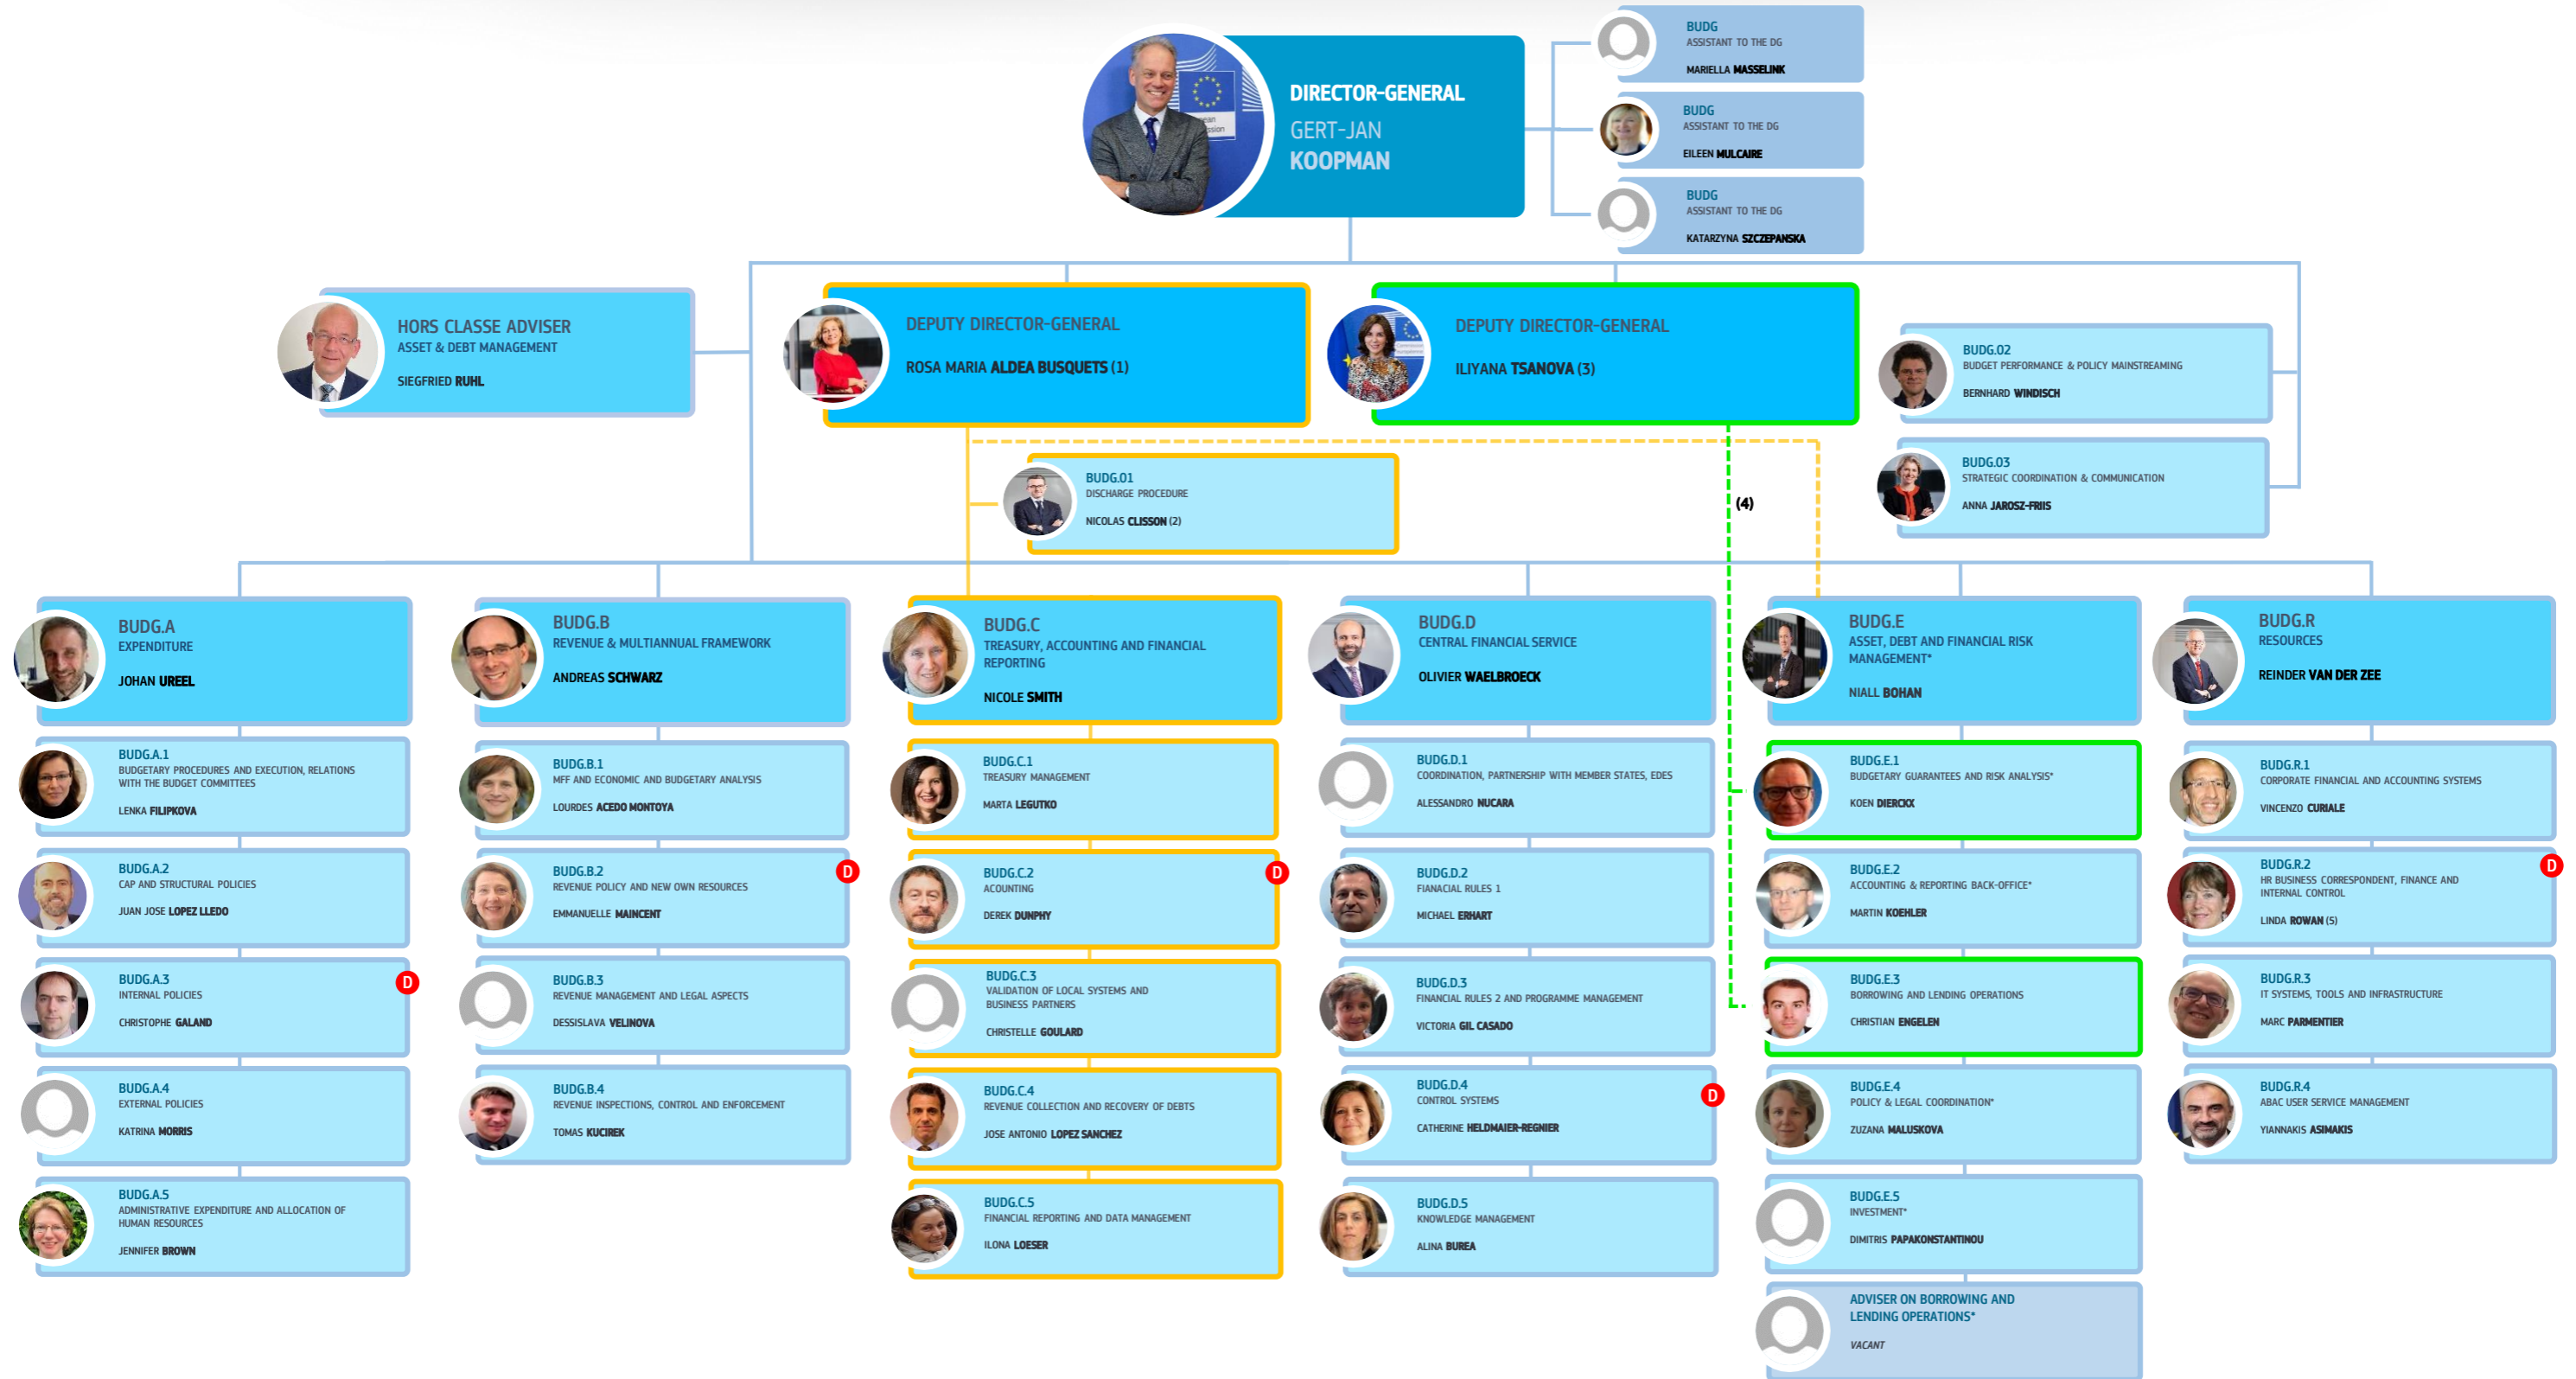 BUDG
ASSISTANT TO THE DG
MARIELLA MASSELINK
DIRECTOR-GENERAL
GERT-JAN
KOOPMAN
BUDG
ASSISTANT TO THE DG
EILEEN MULCAIRE
BUDG
ASSISTANT TO THE DG
KATARZYNA SZCZEPANSKA
HORS CLASSE ADVISER
ASSET & DEBT MANAGEMENT
SIEGFRIED RUHL
DEPUTY DIRECTOR-GENERAL
ROSA MARIA ALDEA BUSQUETS (1)
DEPUTY DIRECTOR-GENERAL
ILIYANA TSANOVA (3)
BUDG.02
BUDGET PERFORMANCE & POLICY MAINSTREAMING
BERNHARD WINDISCH
BUDG.01
DISCHARGE PROCEDURE
NICOLAS CLISSON (2)
(4)
BUDG.03
STRATEGIC COORDINATION & COMMUNICATION
ANNA JAROSZ-FRIIS
BUDG.A
EXPENDITURE
JOHAN UREEL
BUDG.A.1
BUDGETARY PROCEDURES AND EXECUTION, RELATIONS
WITH THE BUDGET COMMITTEES
LENKA FILIPKOVA
BUDG.A.2
CAP AND STRUCTURAL POLICIES
JUAN JOSE LOPEZ LLEDO
BUDG.A.3
INTERNAL POLICIES
CHRISTOPHE GALAND
D
BUDG.A.4
EXTERNAL POLICIES
KATRINA MORRIS
BUDG.A.5
ADMINISTRATIVE EXPENDITURE AND ALLOCATION OF
HUMAN RESOURCES
JENNIFER BROWN
BUDG.B
REVENUE & MULTIANNUAL FRAMEWORK
ANDREAS SCHWARZ
BUDG.B.1
MFF AND ECONOMIC AND BUDGETARY ANALYSIS
LOURDES ACEDO MONTOYA
BUDG.B.2
REVENUE POLICY AND NEW OWN RESOURCES
EMMANUELLE MAINCENT
D
BUDG.B.3
REVENUE MANAGEMENT AND LEGAL ASPECTS
DESSISLAVA VELINOVA
BUDG.B.4
REVENUE INSPECTIONS, CONTROL AND ENFORCEMENT
TOMAS KUCIREK
BUDG.C
TREASURY, ACCOUNTING AND FINANCIAL
REPORTING
NICOLE SMITH
BUDG.C.1
TREASURY MANAGEMENT
MARTA LEGUTKO
BUDG.C.2
ACOUNTING
DEREK DUNPHY
D
BUDG.C.3
VALIDATION OF LOCAL SYSTEMS AND
BUSINESS PARTNERS
CHRISTELLE GOULARD
BUDG.C.4
REVENUE COLLECTION AND RECOVERY OF DEBTS
JOSE ANTONIO LOPEZ SANCHEZ
BUDG.C.5
FINANCIAL REPORTING AND DATA MANAGEMENT
ILONA LOESER
BUDG.D
CENTRAL FINANCIAL SERVICE
OLIVIER WAELBROECK
BUDG.D.1
COORDINATION, PARTNERSHIP WITH MEMBER STATES, EDES
ALESSANDRO NUCARA
BUDG.D.2
FIANACIAL RULES 1
MICHAEL ERHART
BUDG.D.3
FINANCIAL RULES 2 AND PROGRAMME MANAGEMENT
VICTORIA GIL CASADO
BUDG.D.4
CONTROL SYSTEMS
CATHERINE HELDMAIER-REGNIER
D
BUDG.D.5
KNOWLEDGE MANAGEMENT
ALINA BUREA
BUDG.E
ASSET, DEBT AND FINANCIAL RISK
MANAGEMENT*
NIALL BOHAN
BUDG.E.1
BUDGETARY GUARANTEES AND RISK ANALYSIS*
KOEN DIERCKX
BUDG.E.2
ACCOUNTING & REPORTING BACK-OFFICE*
MARTIN KOEHLER
BUDG.E.3
BORROWING AND LENDING OPERATIONS
CHRISTIAN ENGELEN
BUDG.E.4
POLICY & LEGAL COORDINATION*
ZUZANA MALUSKOVA
BUDG.E.5
INVESTMENT*
DIMITRIS PAPAKONSTANTINOU
ADVISER ON BORROWING AND
LENDING OPERATIONS*
VACANT
BUDG.R
RESOURCES
REINDER VAN DER ZEE
BUDG.R.1
CORPORATE FINANCIAL AND ACCOUNTING SYSTEMS
VINCENZO CURIALE
BUDG.R.2
HR BUSINESS CORRESPONDENT, FINANCE AND
INTERNAL CONTROL
LINDA ROWAN (5)
D
BUDG.R.3
IT SYSTEMS, TOOLS AND INFRASTRUCTURE
MARC PARMENTIER
BUDG.R.4
ABAC USER SERVICE MANAGEMENT
YIANNAKIS ASIMAKIS